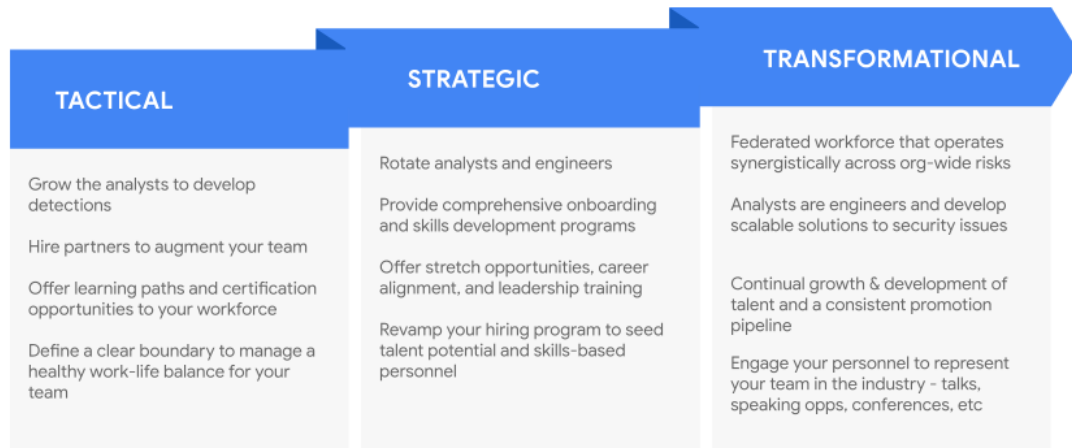 TACTICAL
Grow the analysts to develop
detections
Hire partners to augment your team
Offer learning paths and certification
opportunities to your workforce
Define a clear boundary to manage a
healthy work-life balance for your
team
STRATEGIC
Rotate analysts and engineers
Provide comprehensive onboarding
and skills development programs
Offer stretch opportunities, career
alignment, and leadership training
Revamp your hiring program to seed
talent potential and skills-based
personnel
TRANSFORMATIONAL
Federated workforce that operates
synergistically across org-wide risks
Analysts are engineers and develop
scalable solutions to security issues
Continual growth & development of
talent and a consistent promotion
pipeline
Engage your personnel to represent
your team in the industry - talks,
speaking opps, conferences, etc